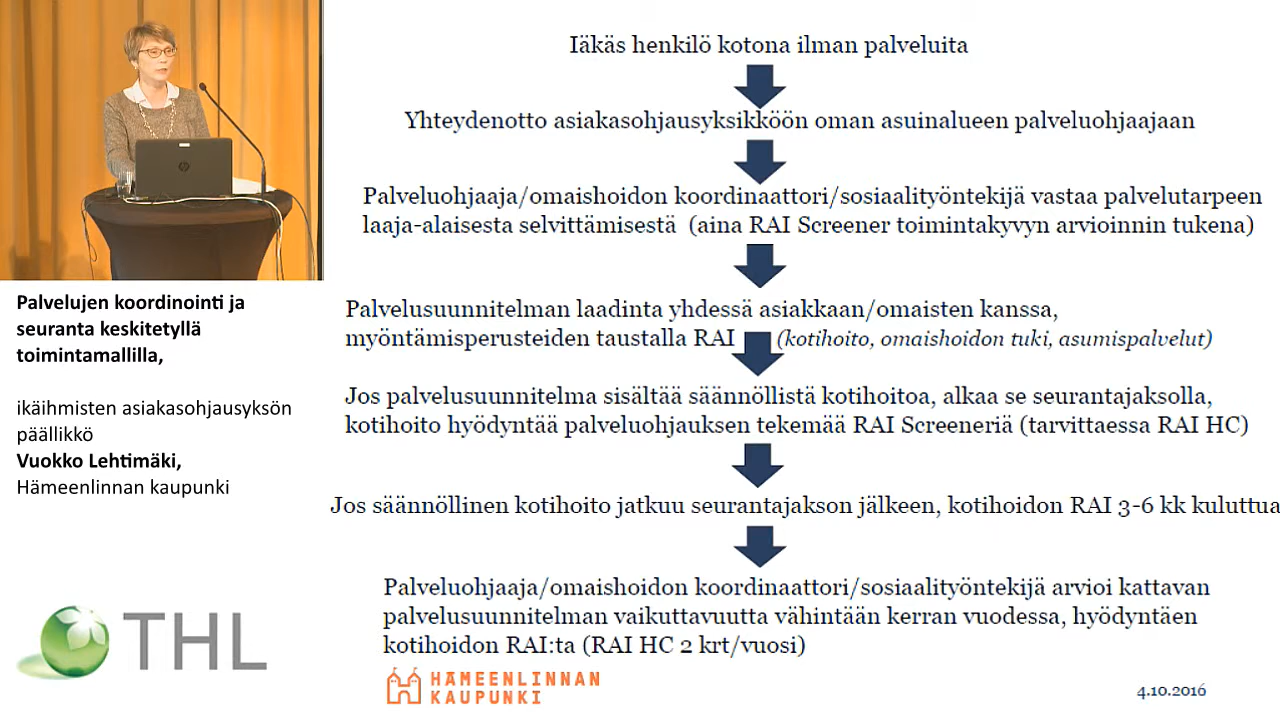 Iäkäs henkilö kotona ilman palveluita
Yhteydenotto asiakasohjausyksikköön oman asuinalueen palveluohjaajaan
Palveluohjaaja/omaishoidon koordinaattori/sosiaalityöntekijä vastaa palvelutarpeen
laaja-alaisesta selvittämisestä (aina RAI Screener toimintakyvyn arvioinnin tukena)
Palvelusuunnitelman laadinta yhdessä asiakkaan/omaisten kanssa,
myöntämisperusteiden taustalla RAI (kotihoito, omaishoidon tuki, asumispalvelut)
Jos palvelusuunnitelma sisältää säännöllistä kotihoitoa, alkaa se seurantajaksolla,
kotihoito hyödyntää palveluohjauksen tekemää RAI Screeneriä (tarvittaessa RAI HC)
Jos säännöllinen kotihoito jatkuu seurantajakson jälkeen, kotihoidon RAI 3-6 kk kuluttua
Palveluohjaaja/omaishoidon koordinaattori/sosiaalityöntekijä arvioi kattavan
palvelusuunnitelman vaikuttavuutta vähintään kerran vuodessa, hyödyntäen
kotihoidon RAI:ta (RAI HC 2 krt/vuosi)
HÄMEENLINNAN
KAUPUNKI
4.10.2016
Palvelujen koordinointi ja
seuranta keskitetyllä
toimintamallilla,
ikäihmisten asiakasohjausyksön
päällikkö
Vuokko Lehtimäki,
Hämeenlinnan kaupunki
THL
hp